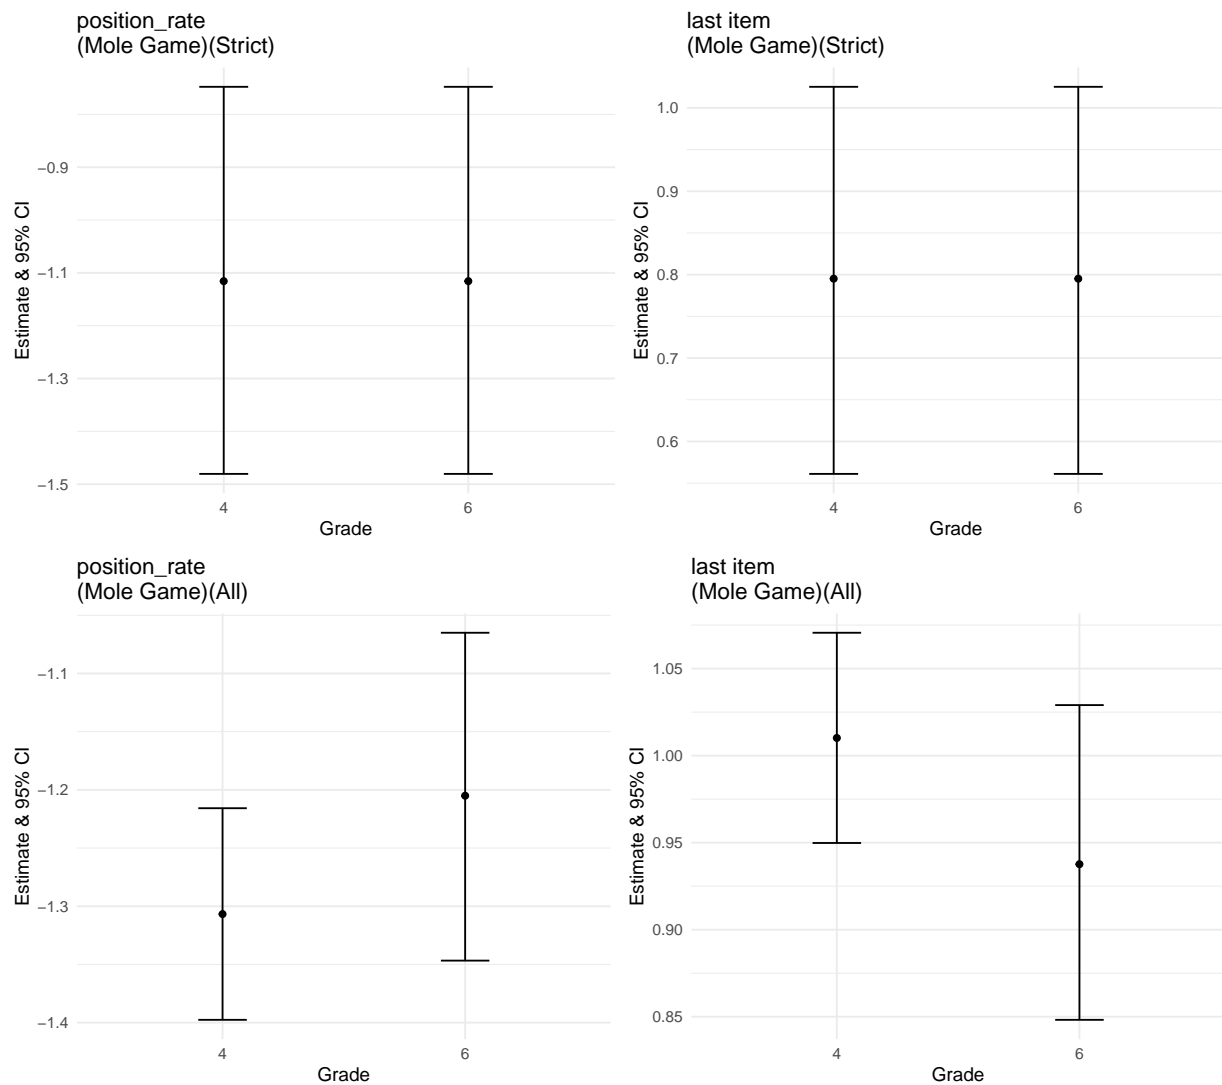 position_rate
(Mole Game)(Strict)
Estimate & 95% CI
−0.9
−1.1
−1.3
−1.5
4
6
Grade
last item
(Mole Game)(Strict)
Estimate & 95% CI
1.0
0.9
0.8
0.7
0.6
4
6
Grade
position_rate
(Mole Game)(All)
Estimate & 95% CI
−1.1
−1.2
−1.3
−1.4
4
6
Grade
last item
(Mole Game)(All)
Estimate & 95% CI
1.05
1.00
0.95
0.90
0.85
4
6
Grade